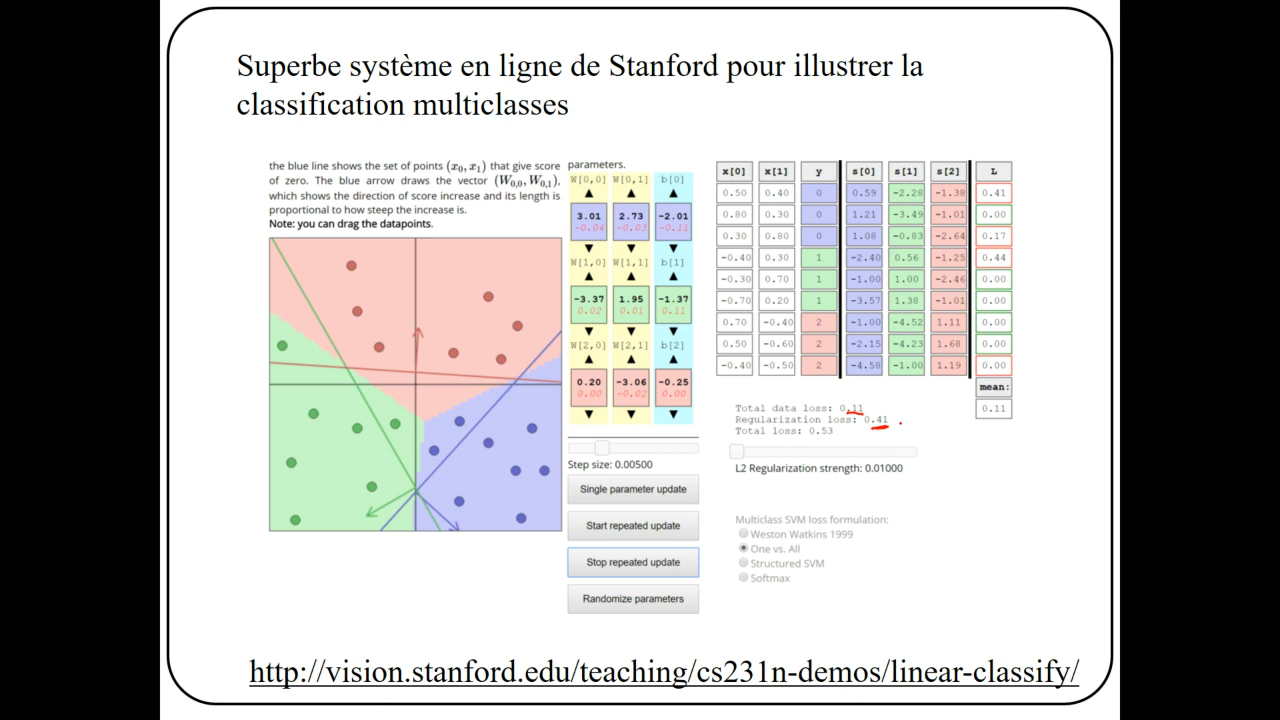 Superbe système en ligne de Stanford pour illustrer la
classification multiclasses
the blue line shows the set of points (x₀, x₁) that give score
of zero. The blue arrow draws the vector (W₀,₀, W₀,₁),
which shows the direction of score increase and its length is
proportional to how steep the increase is.
Note: you can drag the datapoints.
parameters.
W[0,0] W[0,1] b[0]
3.01 2.73 -2.01
-0.04 -0.03 -0.11
W[1,0] W[1,1] b[1]
-3.37 1.95 -1.37
0.02 0.01 0.11
W[2,0] W[2,1] b[2]
0.20 -3.06 -0.25
0.00 -0.02 0.00
Step size: 0.00500
Single parameter update
Start repeated update
Stop repeated update
Randomize parameters
x[0] x[1] y s[0] s[1] s[2] L
0.50 0.40 0 0.59 -2.28 -1.38 0.41
0.80 0.30 0 1.21 -3.49 -1.01 0.00
0.30 0.80 0 1.08 -0.83 -2.64 0.17
-0.40 0.30 1 -2.40 0.56 -1.25 0.44
-0.30 0.70 1 -1.00 1.00 -2.46 0.00
-0.70 0.20 1 -3.57 1.38 -1.01 0.00
0.70 -0.40 2 -1.00 -4.52 1.11 0.00
0.50 -0.60 2 -2.15 -4.23 1.68 0.00
-0.40 -0.50 2 -4.58 -1.00 1.19 0.00
mean:
0.11
Total data loss: 0.11
Regularization loss: 0.41
Total loss: 0.53
L2 Regularization strength: 0.01000
Multiclass SVM loss formulation:
Weston Watkins 1999
One vs. All
Structured SVM
Softmax
http://vision.stanford.edu/teaching/cs231n-demos/linear-classify/